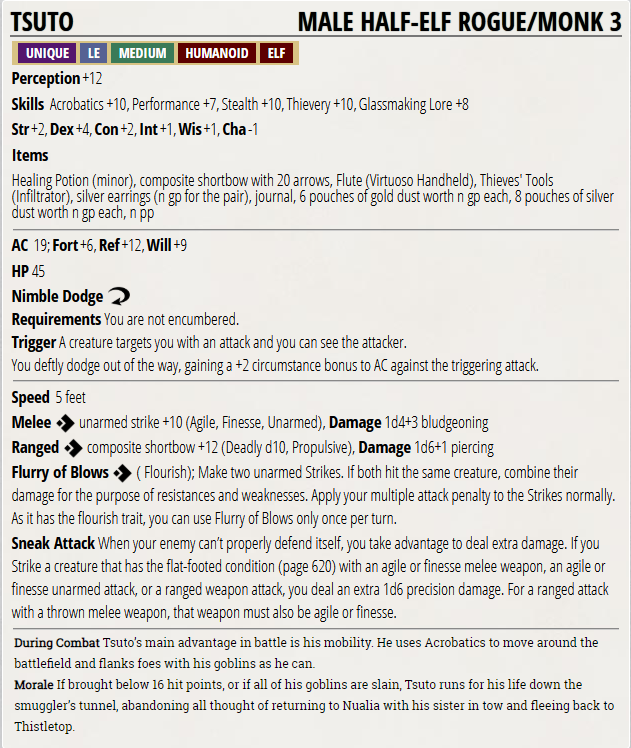 TSUTO MALE HALF-ELF ROGUE/MONK 3
UNIQUE LE MEDIUM HUMANOID ELF
Perception +12
Skills Acrobatics +10, Performance +7, Stealth +10, Thievery +10, Glassmaking Lore +8
Str +2, Dex +4, Con +2, Int +1, Wis +1, Cha -1
Items
Healing Potion (minor), composite shortbow with 20 arrows, Flute (Virtuoso Handheld), Thieves' Tools
(Infiltrator), silver earrings (n gp for the pair), journal, 6 pouches of gold dust worth n gp each, 8 pouches of silver
dust worth n gp each, n pp
AC 19; Fort +6, Ref +12, Will +9
HP 45
Nimble Dodge
Requirements You are not encumbered.
Trigger A creature targets you with an attack and you can see the attacker.
You deftly dodge out of the way, gaining a +2 circumstance bonus to AC against the triggering attack.
Speed 5 feet
Melee unarmed strike +10 (Agile, Finesse, Unarmed), Damage 1d4+3 bludgeoning
Ranged composite shortbow +12 (Deadly d10, Propulsive), Damage 1d6+1 piercing
Flurry of Blows ( Flourish); Make two unarmed Strikes. If both hit the same creature, combine their
damage for the purpose of resistances and weaknesses. Apply your multiple attack penalty to the Strikes normally.
As it has the flourish trait, you can use Flurry of Blows only once per turn.
Sneak Attack When your enemy can't properly defend itself, you take advantage to deal extra damage. If you
Strike a creature that has the flat-footed condition (page 620) with an agile or finesse melee weapon, an agile or
finesse unarmed attack, or a ranged weapon attack, you deal an extra 1d6 precision damage. For a ranged attack
with a thrown melee weapon, that weapon must also be agile or finesse.
During Combat Tsuto's main advantage in battle is his mobility. He uses Acrobatics to move around the
battlefield and flanks foes with his goblins as he can.
Morale If brought below 16 hit points, or if all of his goblins are slain, Tsuto runs for his life down the
smuggler's tunnel, abandoning all thought of returning to Nualia with his sister in tow and fleeing back to
Thistletop.